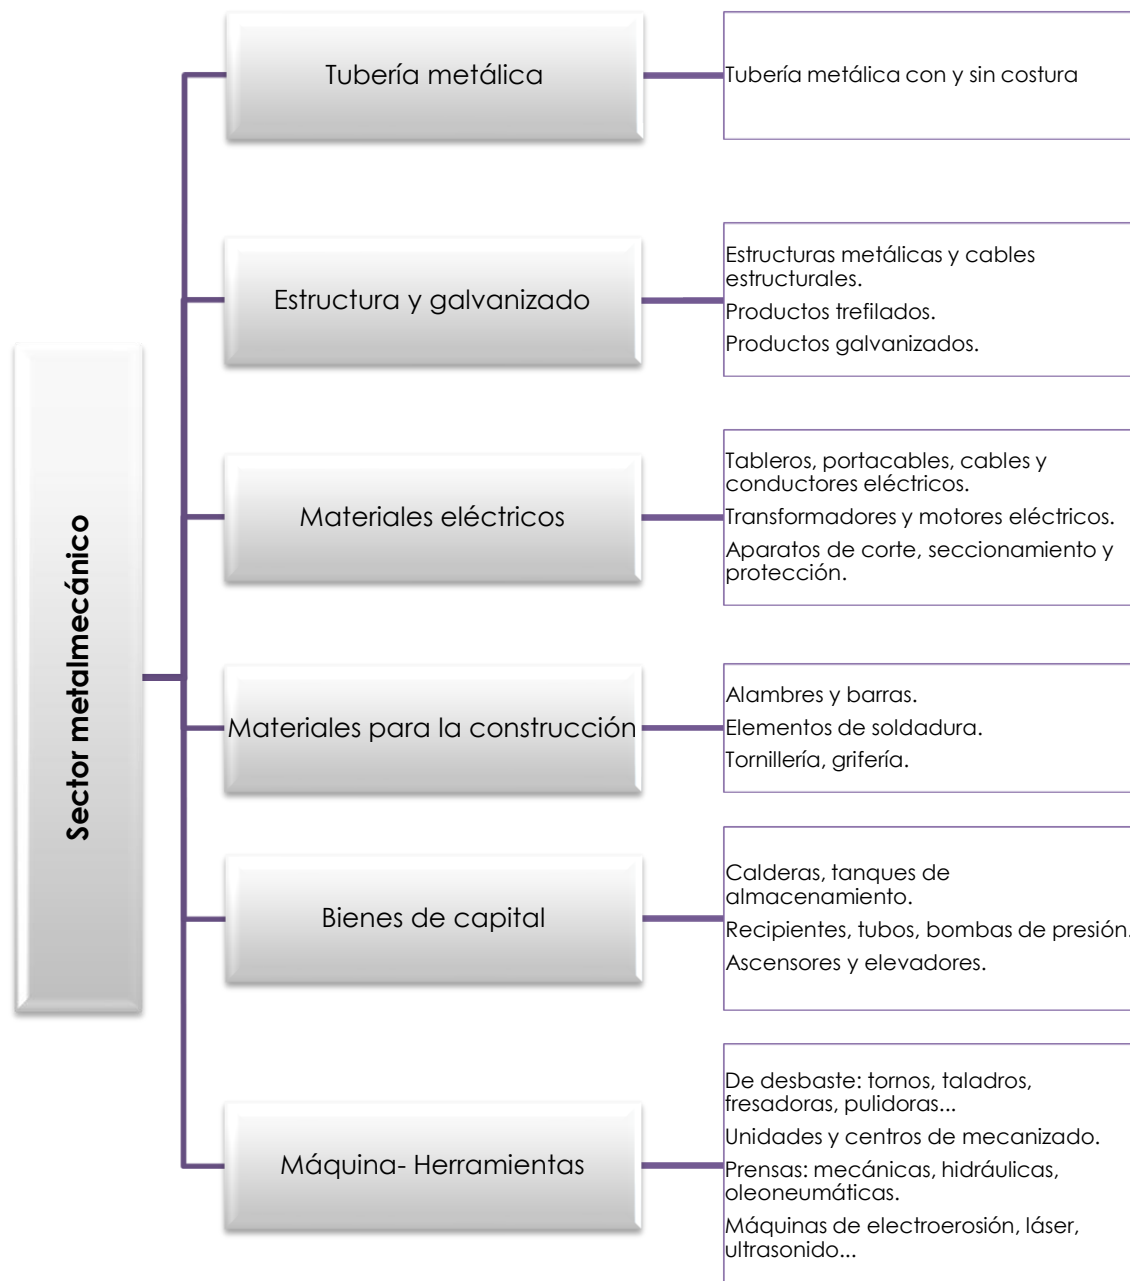 Sector metalmecánico
Tubería metálica
Tubería metálica con y sin costura
Estructura y galvanizado
Estructuras metálicas y cables
estructurales.
Productos trefilados.
Productos galvanizados.
Materiales eléctricos
Tableros, portacables, cables y
conductores eléctricos.
Transformadores y motores eléctricos.
Aparatos de corte, seccionamiento y
protección.
Materiales para la construcción
Alambres y barras.
Elementos de soldadura.
Tornillería, grifería.
Bienes de capital
Calderas, tanques de
almacenamiento.
Recipientes, tubos, bombas de presión.
Ascensores y elevadores.
Máquina- Herramientas
De desbaste: tornos, taladros,
fresadoras, pulidoras...
Unidades y centros de mecanizado.
Prensas: mecánicas, hidráulicas,
oleoneumáticas.
Máquinas de electroerosión, láser,
ultrasonido...